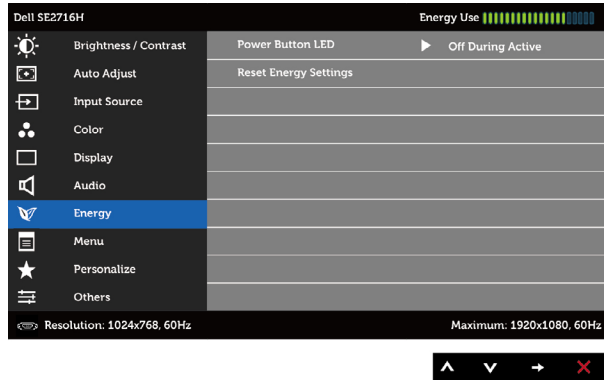 Dell SE2716H Energy Use
Brightness / Contrast Power Button LED Off During Active
Auto Adjust Reset Energy Settings
Input Source
Color
Display
Audio
Energy
Menu
Personalize
Others
Resolution: 1024x768, 60Hz Maximum: 1920x1080, 60Hz